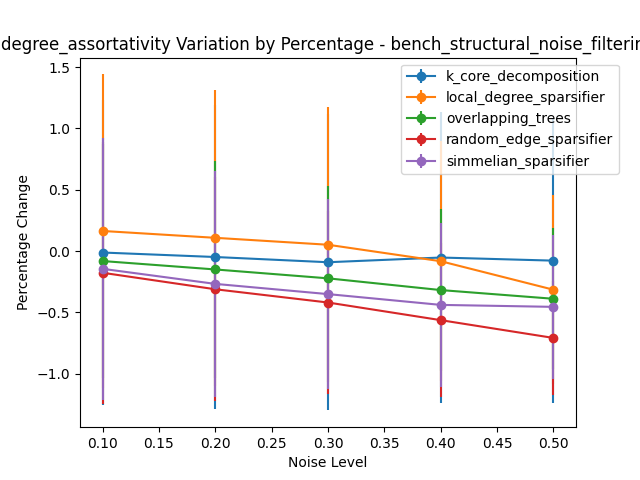 degree_assortativity Variation by Percentage - bench_structural_noise_filterin
k_core_decomposition
local_degree_sparsifier
overlapping_trees
random_edge_sparsifier
simmelian_sparsifier
Percentage Change
1.5
1.0
0.5
0.0
−0.5
−1.0
0.10 0.15 0.20 0.25 0.30 0.35 0.40 0.45 0.50
Noise Level